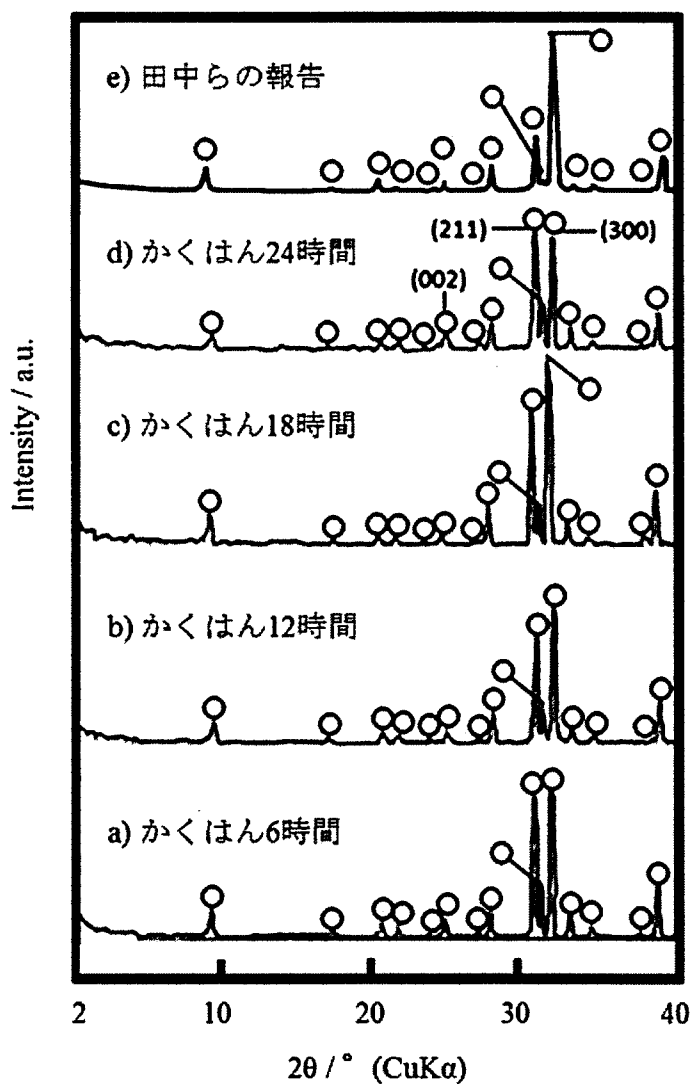 e) 田中らの報告
d) かくはん24時間
(211)
(300)
(002)
c) かくはん18時間
b) かくはん12時間
a) かくはん6時間
Intensity / a.u.
2 10 20 30 40
2θ / ° (CuKα)